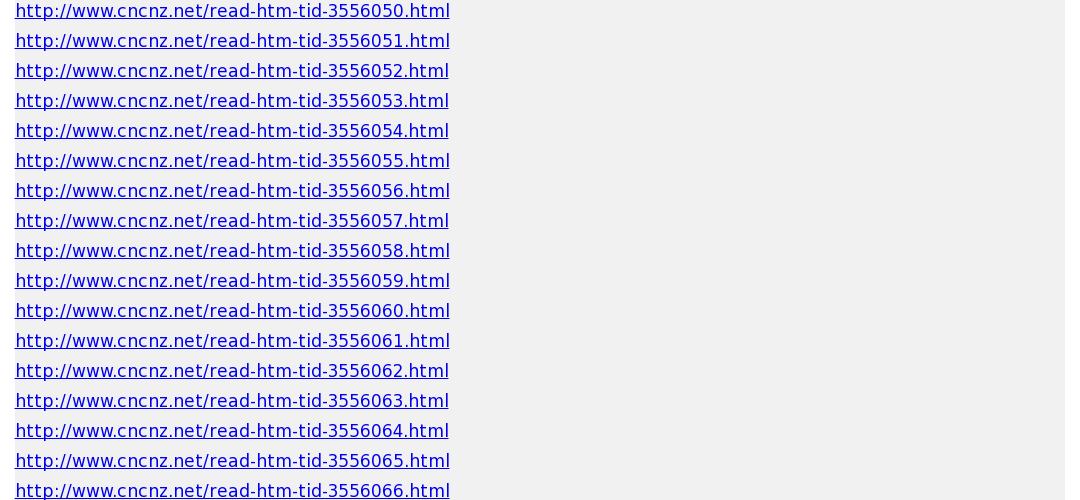 http://www.cncnz.net/read-htm-tid-3556050.html
http://www.cncnz.net/read-htm-tid-3556051.html
http://www.cncnz.net/read-htm-tid-3556052.html
http://www.cncnz.net/read-htm-tid-3556053.html
http://www.cncnz.net/read-htm-tid-3556054.html
http://www.cncnz.net/read-htm-tid-3556055.html
http://www.cncnz.net/read-htm-tid-3556056.html
http://www.cncnz.net/read-htm-tid-3556057.html
http://www.cncnz.net/read-htm-tid-3556058.html
http://www.cncnz.net/read-htm-tid-3556059.html
http://www.cncnz.net/read-htm-tid-3556060.html
http://www.cncnz.net/read-htm-tid-3556061.html
http://www.cncnz.net/read-htm-tid-3556062.html
http://www.cncnz.net/read-htm-tid-3556063.html
http://www.cncnz.net/read-htm-tid-3556064.html
http://www.cncnz.net/read-htm-tid-3556065.html
http://www.cncnz.net/read-htm-tid-3556066.html